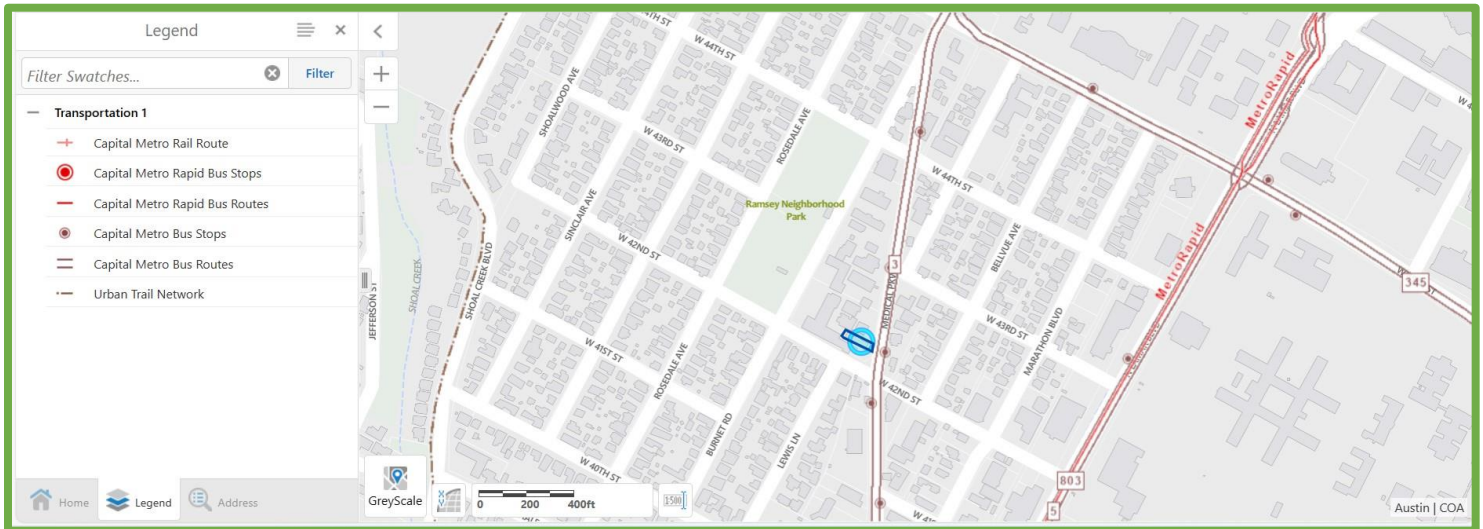 Legend
Filter Swatches...
Filter
Transportation 1
Capital Metro Rail Route
Capital Metro Rapid Bus Stops
Capital Metro Rapid Bus Routes
Capital Metro Bus Stops
Capital Metro Bus Routes
Urban Trail Network
Home
Legend
Address
W 44TH ST
SHOALWOOD AVE
W 43RD ST
ROSEDALE AVE
MetroRapid
W 44TH ST
Ramsey Neighborhood
Park
SINCLAIR AVE
W 42ND ST
BELLVUE AVE
3
MetroRapid
345
SHOAL CREEK
SHOAL CREEK BLVD
JEFFERSON ST
MEDICAL PKWY
W 43RD ST
MARATHON BLVD
W 41ST ST
ROSEDALE AVE
W 42ND ST
BURNET RD
LEWIS LN
W 40TH ST
803
5
GreyScale
0 200 400ft
Austin | COA